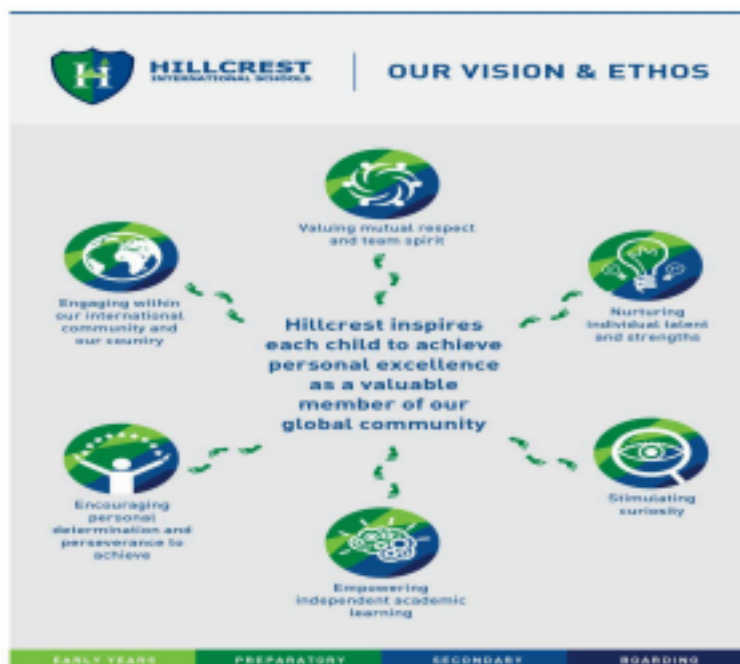 HILLCREST
INTERNATIONAL SCHOOLS
OUR VISION & ETHOS
Valuing mutual respect
and team spirit
Engaging within
our international
community and
our country
Nurturing
individual talent
and strengths
Hillcrest inspires
each child to achieve
personal excellence
as a valuable
member of our
global community
Encouraging
personal
determination and
perseverance to
achieve
Stimulating
curiosity
Empowering
independent academic
learning
EARLY YEARS
PREPARATORY
SECONDARY
BOARDING